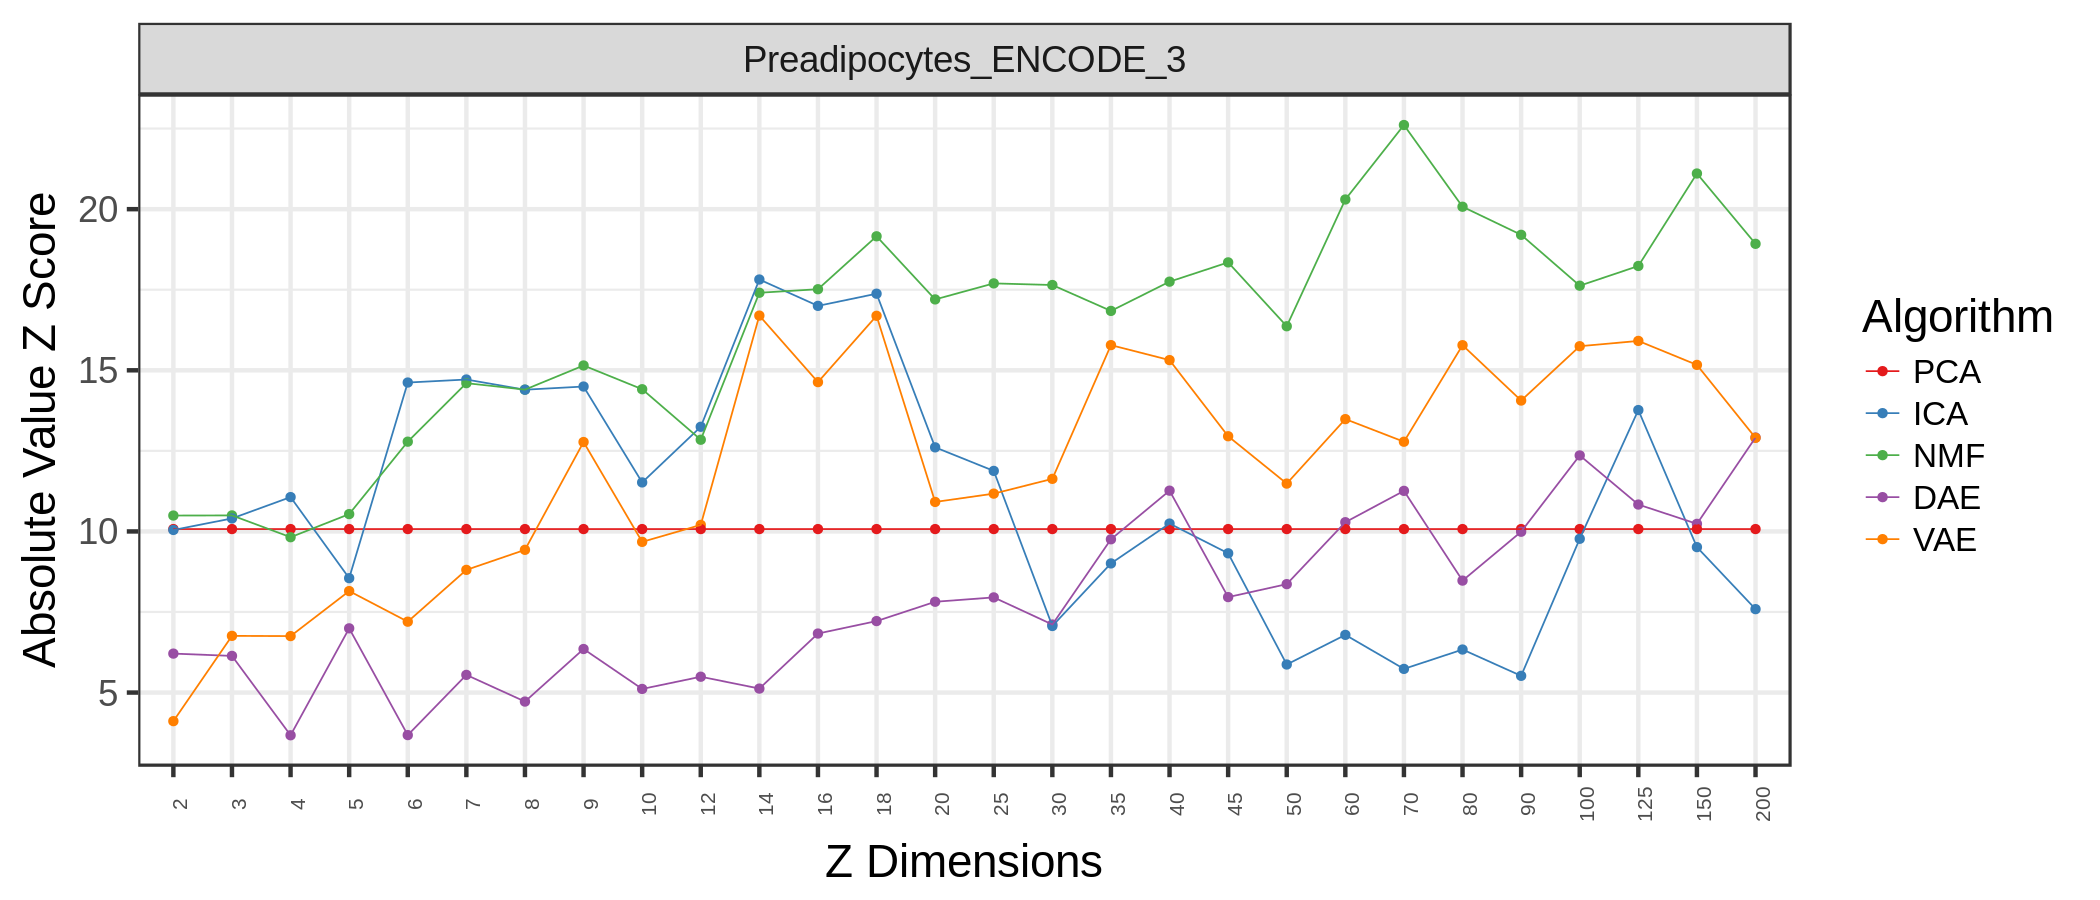 Preadipocytes_ENCODE_3
Absolute Value Z Score
20
15
10
5
2 3 4 5 6 7 8 9 10 12 14 16 18 20 25 30 35 40 45 50 60 70 80 90 100 125 150 200
Z Dimensions
Algorithm
PCA
ICA
NMF
DAE
VAE